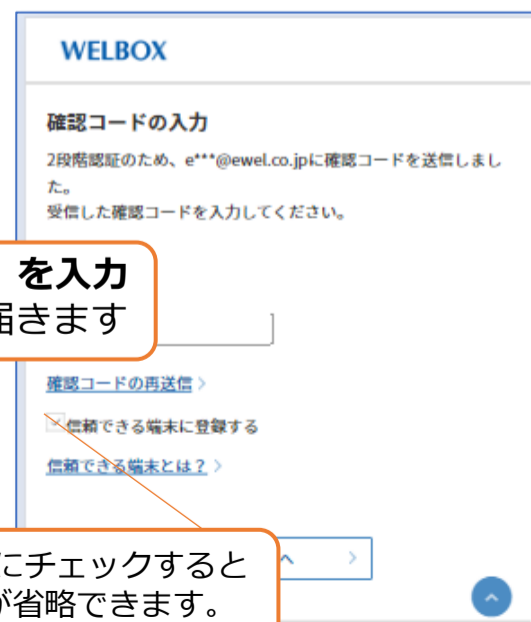 WELBOX
確認コードの入力
2段階認証のため、e***@ewel.co.jpに確認コードを送信しまし
た。
受信した確認コードを入力してください。
を入力
届きます
確認コードの再送信
信頼できる端末に登録する
信頼できる端末とは？
にチェックすると
が省略できます。
へ